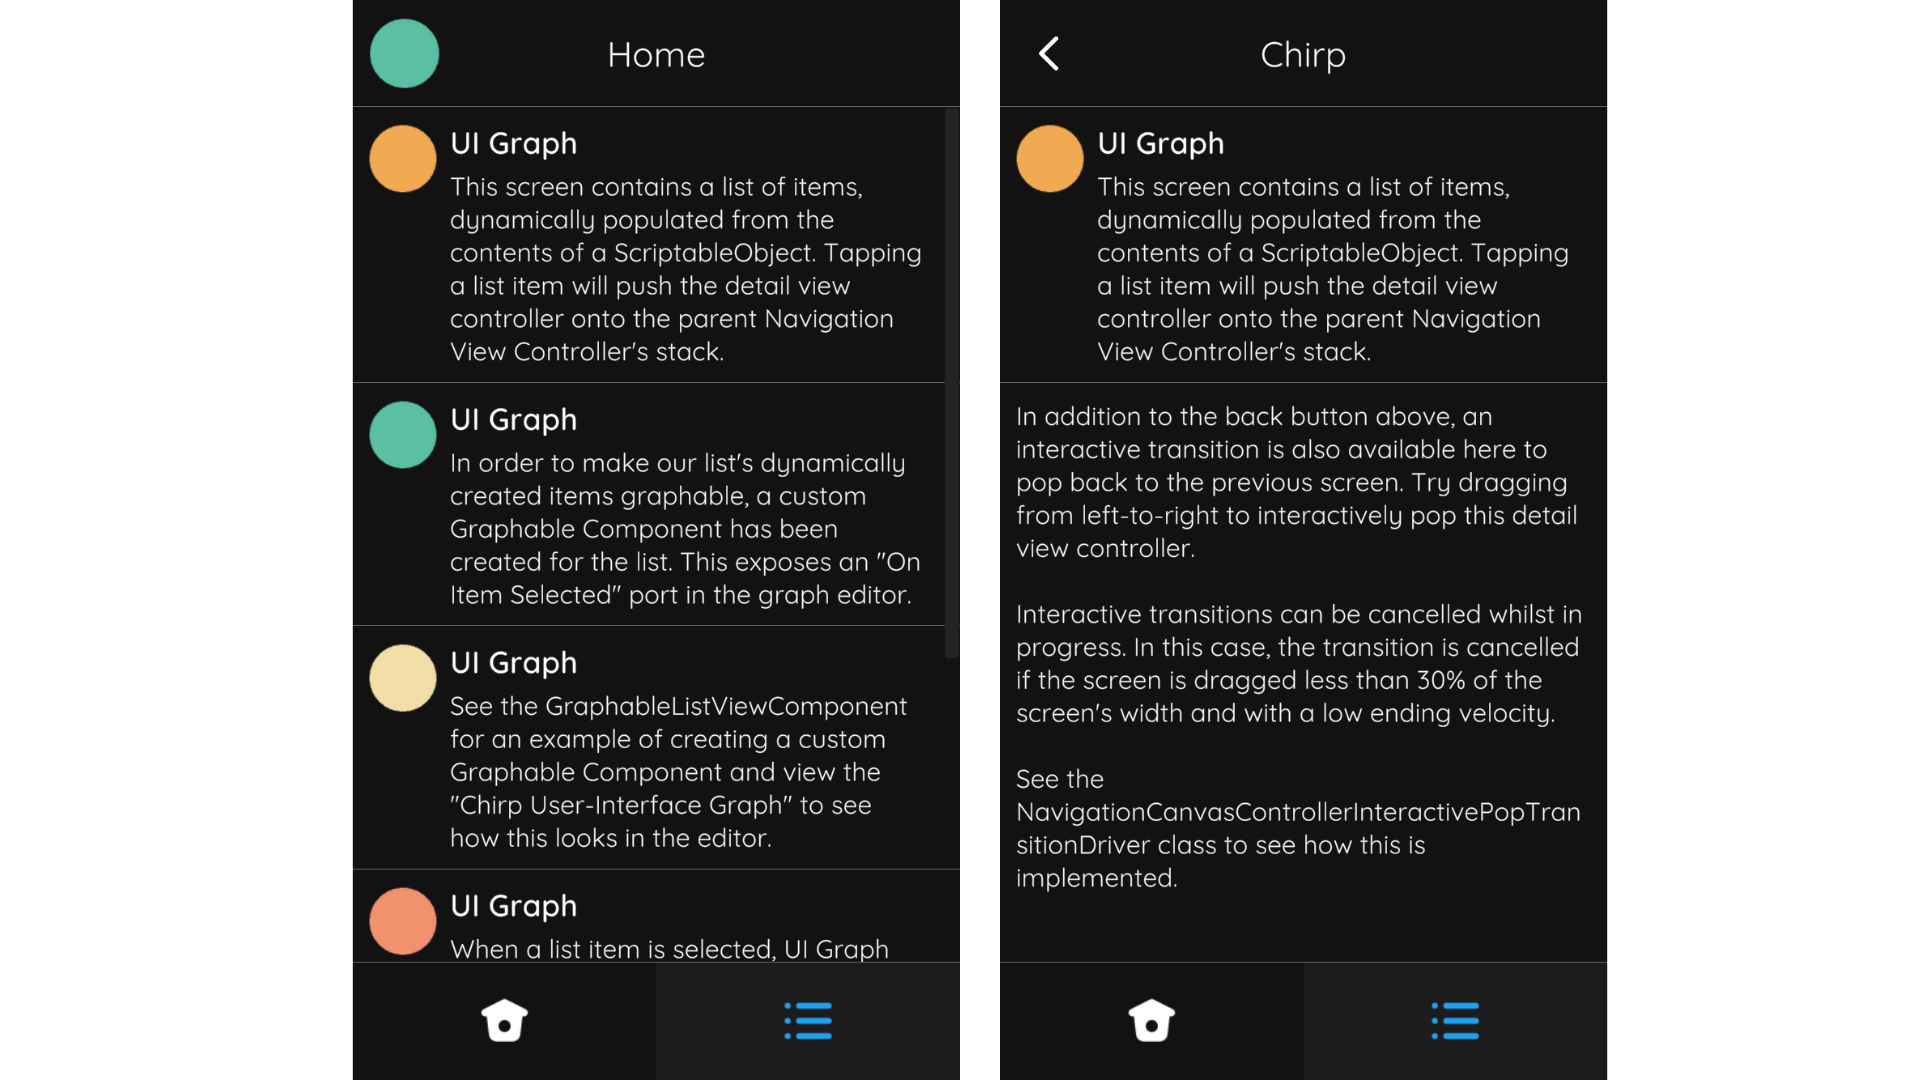 Home
UI Graph
This screen contains a list of items,
dynamically populated from the
contents of a ScriptableObject. Tapping
a list item will push the detail view
controller onto the parent Navigation
View Controller's stack.
UI Graph
In order to make our list's dynamically
created items graphable, a custom
Graphable Component has been
created for the list. This exposes an "On
Item Selected" port in the graph editor.
UI Graph
See the GraphableListViewComponent
for an example of creating a custom
Graphable Component and view the
"Chirp User-Interface Graph" to see
how this looks in the editor.
UI Graph
When a list item is selected, UI Graph
Chirp
UI Graph
This screen contains a list of items,
dynamically populated from the
contents of a ScriptableObject. Tapping
a list item will push the detail view
controller onto the parent Navigation
View Controller's stack.
In addition to the back button above, an
interactive transition is also available here to
pop back to the previous screen. Try dragging
from left-to-right to interactively pop this detail
view controller.
Interactive transitions can be cancelled whilst in
progress. In this case, the transition is cancelled
if the screen is dragged less than 30% of the
screen's width and with a low ending velocity.
See the
NavigationCanvasControllerInteractivePopTran
sitionDriver class to see how this is
implemented.